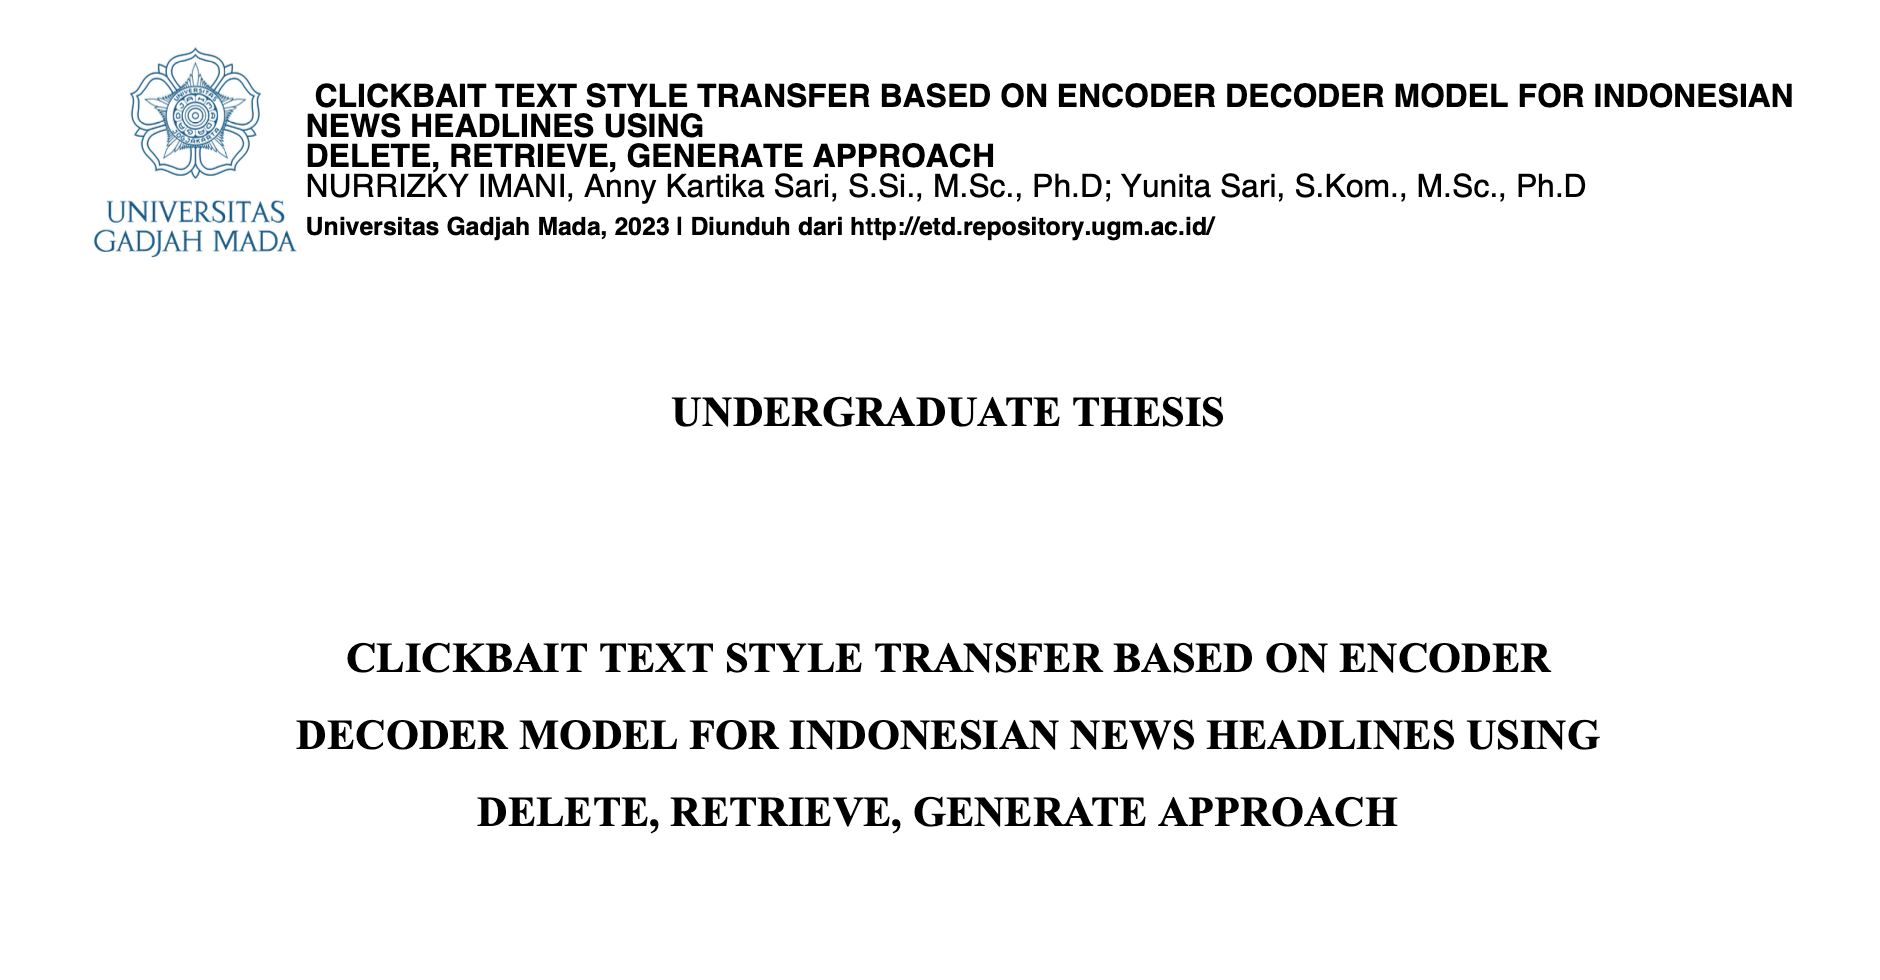 CLICKBAIT TEXT STYLE TRANSFER BASED ON ENCODER DECODER MODEL FOR INDONESIAN
NEWS HEADLINES USING
DELETE, RETRIEVE, GENERATE APPROACH
NURRIZKY IMANI, Anny Kartika Sari, S.Si., M.Sc., Ph.D; Yunita Sari, S.Kom., M.Sc., Ph.D
Universitas Gadjah Mada, 2023 | Diunduh dari http://etd.repository.ugm.ac.id/
UNIVERSITAS
GADJAH MADA
UNDERGRADUATE THESIS
CLICKBAIT TEXT STYLE TRANSFER BASED ON ENCODER
DECODER MODEL FOR INDONESIAN NEWS HEADLINES USING
DELETE, RETRIEVE, GENERATE APPROACH